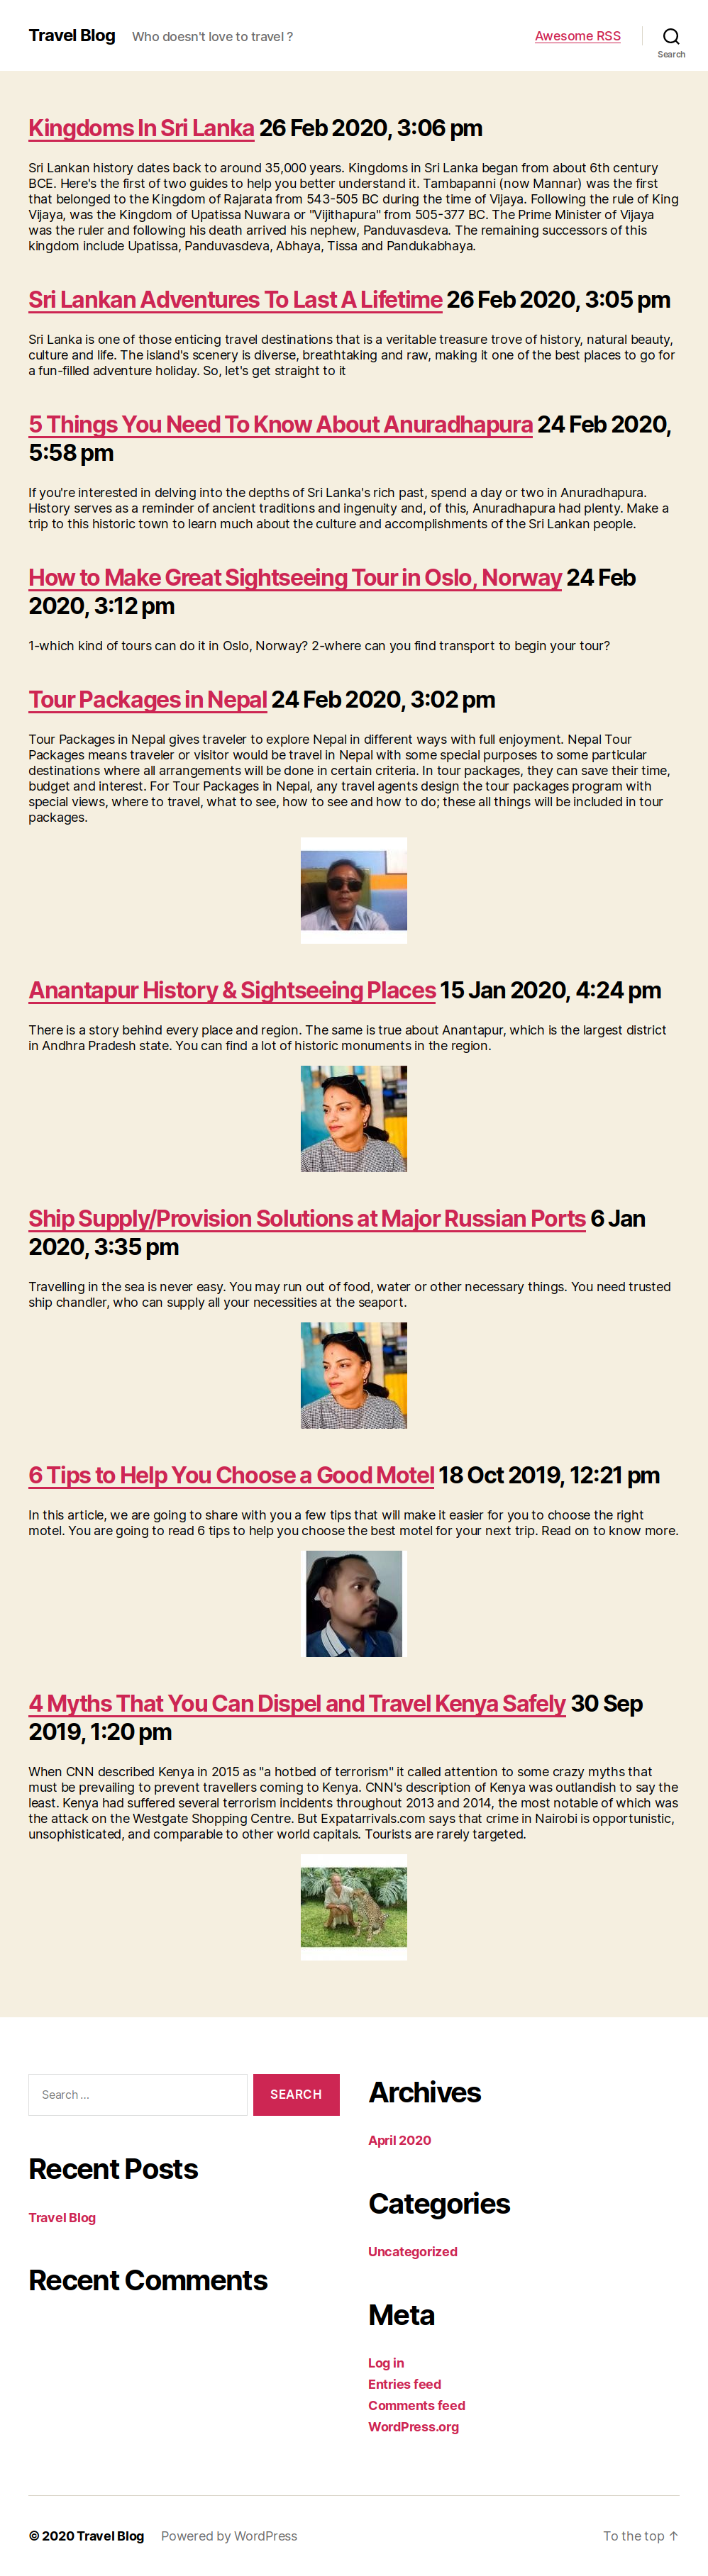 Travel Blog Who doesn't love to travel ? Awesome RSS
Search
Kingdoms In Sri Lanka 26 Feb 2020, 3:06 pm
Sri Lankan history dates back to around 35,000 years. Kingdoms in Sri Lanka began from about 6th century
BCE. Here's the first of two guides to help you better understand it. Tambapanni (now Mannar) was the first
that belonged to the Kingdom of Rajarata from 543-505 BC during the time of Vijaya. Following the rule of King
Vijaya, was the Kingdom of Upatissa Nuwara or "Vijithapura" from 505-377 BC. The Prime Minister of Vijaya
was the ruler and following his death arrived his nephew, Panduvasdeva. The remaining successors of this
kingdom include Upatissa, Panduvasdeva, Abhaya, Tissa and Pandukabhaya.
Sri Lankan Adventures To Last A Lifetime 26 Feb 2020, 3:05 pm
Sri Lanka is one of those enticing travel destinations that is a veritable treasure trove of history, natural beauty,
culture and life. The island's scenery is diverse, breathtaking and raw, making it one of the best places to go for
a fun-filled adventure holiday. So, let's get straight to it
5 Things You Need To Know About Anuradhapura 24 Feb 2020,
5:58 pm
If you're interested in delving into the depths of Sri Lanka's rich past, spend a day or two in Anuradhapura.
History serves as a reminder of ancient traditions and ingenuity and, of this, Anuradhapura had plenty. Make a
trip to this historic town to learn much about the culture and accomplishments of the Sri Lankan people.
How to Make Great Sightseeing Tour in Oslo, Norway 24 Feb
2020, 3:12 pm
1-which kind of tours can do it in Oslo, Norway? 2-where can you find transport to begin your tour?
Tour Packages in Nepal 24 Feb 2020, 3:02 pm
Tour Packages in Nepal gives traveler to explore Nepal in different ways with full enjoyment. Nepal Tour
Packages means traveler or visitor would be travel in Nepal with some special purposes to some particular
destinations where all arrangements will be done in certain criteria. In tour packages, they can save their time,
budget and interest. For Tour Packages in Nepal, any travel agents design the tour packages program with
special views, where to travel, what to see, how to see and how to do; these all things will be included in tour
packages.
Anantapur History & Sightseeing Places 15 Jan 2020, 4:24 pm
There is a story behind every place and region. The same is true about Anantapur, which is the largest district
in Andhra Pradesh state. You can find a lot of historic monuments in the region.
Ship Supply/Provision Solutions at Major Russian Ports 6 Jan
2020, 3:35 pm
Travelling in the sea is never easy. You may run out of food, water or other necessary things. You need trusted
ship chandler, who can supply all your necessities at the seaport.
6 Tips to Help You Choose a Good Motel 18 Oct 2019, 12:21 pm
In this article, we are going to share with you a few tips that will make it easier for you to choose the right
motel. You are going to read 6 tips to help you choose the best motel for your next trip. Read on to know more.
4 Myths That You Can Dispel and Travel Kenya Safely 30 Sep
2019, 1:20 pm
When CNN described Kenya in 2015 as "a hotbed of terrorism" it called attention to some crazy myths that
must be prevailing to prevent travellers coming to Kenya. CNN's description of Kenya was outlandish to say the
least. Kenya had suffered several terrorism incidents throughout 2013 and 2014, the most notable of which was
the attack on the Westgate Shopping Centre. But Expatarrivals.com says that crime in Nairobi is opportunistic,
unsophisticated, and comparable to other world capitals. Tourists are rarely targeted.
Search …
SEARCH
Recent Posts
Travel Blog
Recent Comments
Archives
April 2020
Categories
Uncategorized
Meta
Log in
Entries feed
Comments feed
WordPress.org
© 2020 Travel Blog Powered by WordPress To the top ↑